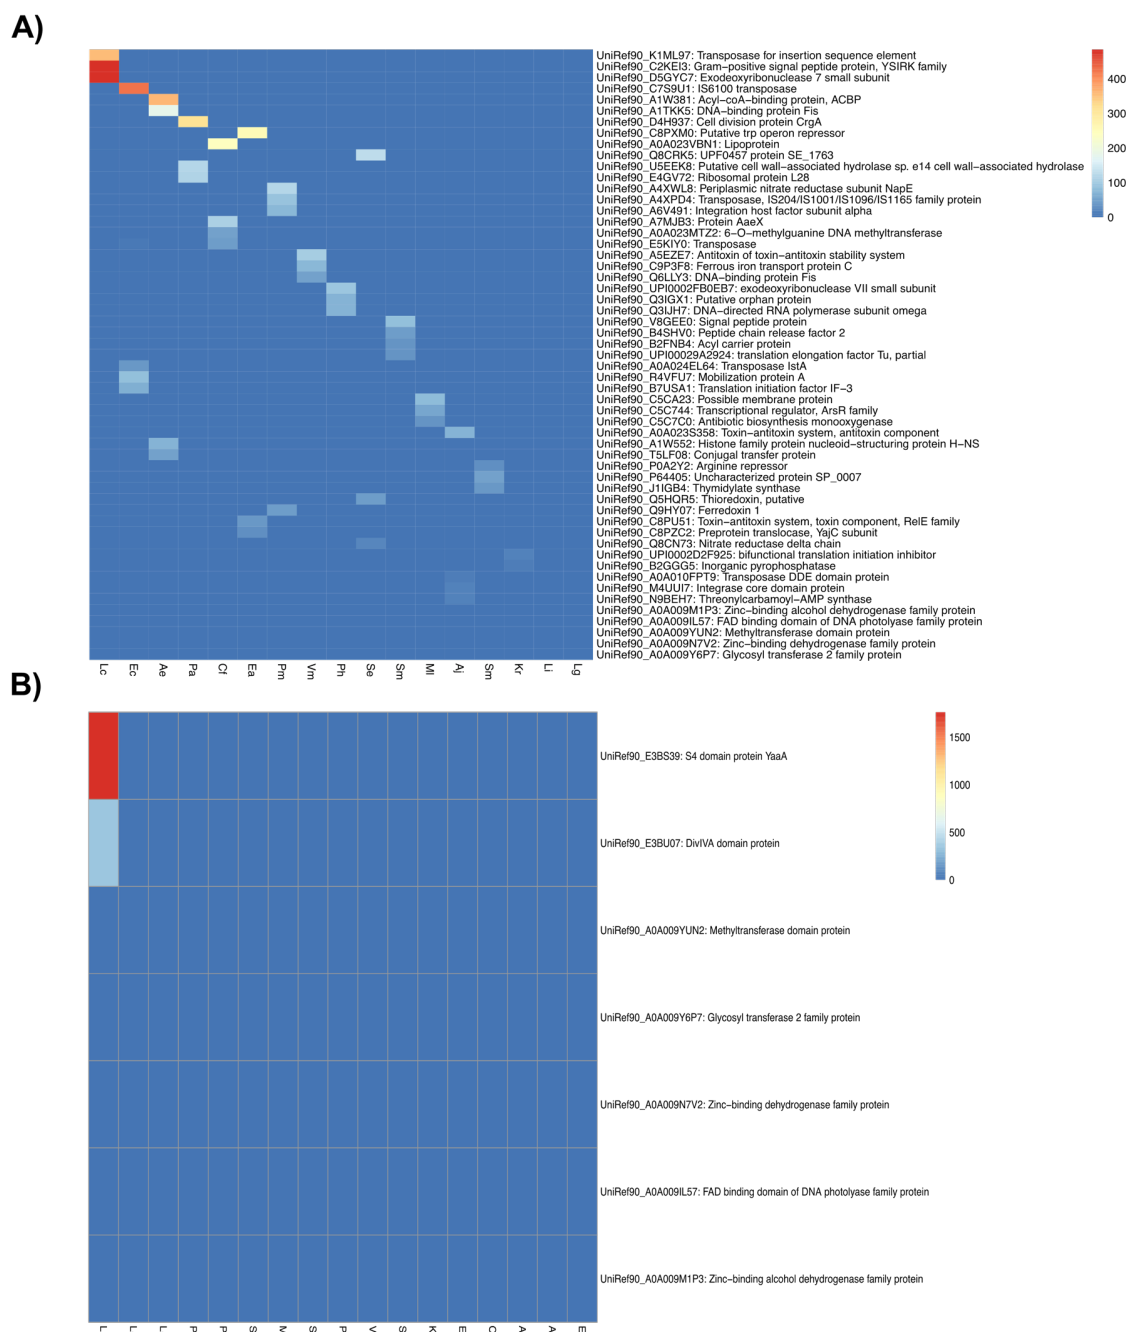 A)
UniRef90_K1ML97: Transposase for insertion sequence element
UniRef90_C2KEI3: Gram−positive signal peptide protein, YSIRK family
UniRef90_D5GYC7: Exodeoxyribonuclease 7 small subunit
UniRef90_C7S9U1: IS6100 transposase
UniRef90_A1W381: Acyl−coA−binding protein, ACBP
UniRef90_A1TKK5: DNA−binding protein Fis
UniRef90_D4H937: Cell division protein CrgA
UniRef90_C8PXM0: Putative trp operon repressor
UniRef90_A0A023VBN1: Lipoprotein
UniRef90_Q8CRK5: UPF0457 protein SE_1763
UniRef90_U5EEK8: Putative cell wall−associated hydrolase sp. e14 cell wall−associated hydrolase
UniRef90_E4GV72: Ribosomal protein L28
UniRef90_A4XWL8: Periplasmic nitrate reductase subunit NapE
UniRef90_A4XPD4: Transposase, IS204/IS1001/IS1096/IS1165 family protein
UniRef90_A6V491: Integration host factor subunit alpha
UniRef90_A7MJB3: Protein AaeX
UniRef90_A0A023MTZ2: 6−O−methylguanine DNA methyltransferase
UniRef90_E5KIY0: Transposase
UniRef90_A5EZE7: Antitoxin of toxin−antitoxin stability system
UniRef90_C9P3F8: Ferrous iron transport protein C
UniRef90_Q6LLY3: DNA−binding protein Fis
UniRef90_UPI0002FB0EB7: exodeoxyribonuclease VII small subunit
UniRef90_Q3IGX1: Putative orphan protein
UniRef90_Q3IJH7: DNA−directed RNA polymerase subunit omega
UniRef90_V8GEE0: Signal peptide protein
UniRef90_B4SHV0: Peptide chain release factor 2
UniRef90_B2FNB4: Acyl carrier protein
UniRef90_UPI00029A2924: translation elongation factor Tu, partial
UniRef90_A0A024EL64: Transposase IstA
UniRef90_R4VFU7: Mobilization protein A
UniRef90_B7USA1: Translation initiation factor IF−3
UniRef90_C5CA23: Possible membrane protein
UniRef90_C5C744: Transcriptional regulator, ArsR family
UniRef90_C5C7C0: Antibiotic biosynthesis monooxygenase
UniRef90_A0A023S358: Toxin−antitoxin system, antitoxin component
UniRef90_A1W552: Histone family protein nucleoid−structuring protein H−NS
UniRef90_T5LF08: Conjugal transfer protein
UniRef90_P0A2Y2: Arginine repressor
UniRef90_P64405: Uncharacterized protein SP_0007
UniRef90_J1IGB4: Thymidylate synthase
UniRef90_Q5HQR5: Thioredoxin, putative
UniRef90_Q9HY07: Ferredoxin 1
UniRef90_C8PU51: Toxin−antitoxin system, toxin component, RelE family
UniRef90_C8PZC2: Preprotein translocase, YajC subunit
UniRef90_Q8CN73: Nitrate reductase delta chain
UniRef90_UPI0002D2F925: bifunctional translation initiation inhibitor
UniRef90_B2GGG5: Inorganic pyrophosphatase
UniRef90_A0A010FPT9: Transposase DDE domain protein
UniRef90_M4UUI7: Integrase core domain protein
UniRef90_N9BEH7: Threonylcarbamoyl−AMP synthase
UniRef90_A0A009M1P3: Zinc−binding alcohol dehydrogenase family protein
UniRef90_A0A009IL57: FAD binding domain of DNA photolyase family protein
UniRef90_A0A009YUN2: Methyltransferase domain protein
UniRef90_A0A009N7V2: Zinc−binding dehydrogenase family protein
UniRef90_A0A009Y6P7: Glycosyl transferase 2 family protein
400
300
200
100
0
Lc Ec Ae Pa Cf Ea Pm Vm Ph Se Sm Ml Aj Sm Kr Li Lg
B)
UniRef90_E3BS39: S4 domain protein YaaA
UniRef90_E3BU07: DivIVA domain protein
UniRef90_A0A009YUN2: Methyltransferase domain protein
UniRef90_A0A009Y6P7: Glycosyl transferase 2 family protein
UniRef90_A0A009N7V2: Zinc−binding dehydrogenase family protein
UniRef90_A0A009IL57: FAD binding domain of DNA photolyase family protein
UniRef90_A0A009M1P3: Zinc−binding alcohol dehydrogenase family protein
1500
1000
500
0
L L L P P S M S P V S K E C A A E